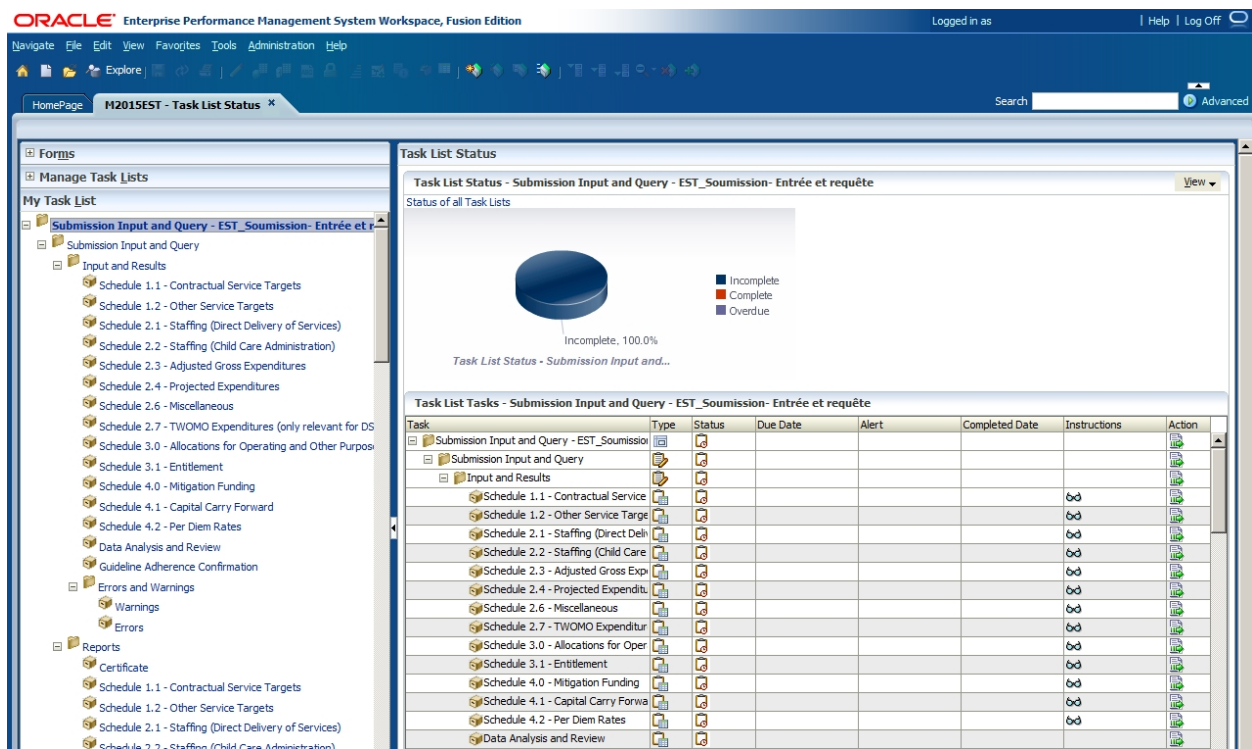 ORACLE Enterprise Performance Management System Workspace, Fusion Edition
Logged in as | Help | Log Off
Navigate File Edit View Favorites Tools Administration Help
Explore
HomePage M2015EST - Task List Status ×
Search Advanced
Forms
Manage Task Lists
My Task List
Submission Input and Query - EST_Soumission- Entrée et r
Submission Input and Query
Input and Results
Schedule 1.1 - Contractual Service Targets
Schedule 1.2 - Other Service Targets
Schedule 2.1 - Staffing (Direct Delivery of Services)
Schedule 2.2 - Staffing (Child Care Administration)
Schedule 2.3 - Adjusted Gross Expenditures
Schedule 2.4 - Projected Expenditures
Schedule 2.6 - Miscellaneous
Schedule 2.7 - TWOMO Expenditures (only relevant for DS
Schedule 3.0 - Allocations for Operating and Other Purpos
Schedule 3.1 - Entitlement
Schedule 4.0 - Mitigation Funding
Schedule 4.1 - Capital Carry Forward
Schedule 4.2 - Per Diem Rates
Data Analysis and Review
Guideline Adherence Confirmation
Errors and Warnings
Warnings
Errors
Reports
Certificate
Schedule 1.1 - Contractual Service Targets
Schedule 1.2 - Other Service Targets
Schedule 2.1 - Staffing (Direct Delivery of Services)
Schedule 2.2 - Staffing (Child Care Administration)
Task List Status
Task List Status - Submission Input and Query - EST_Soumission- Entrée et requête
View
Status of all Task Lists
Incomplete
Complete
Overdue
Incomplete, 100.0%
Task List Status - Submission Input and...
Task List Tasks - Submission Input and Query - EST_Soumission- Entrée et requête
Task Type Status Due Date Alert Completed Date Instructions Action
Submission Input and Query - EST_Soumission
Submission Input and Query
Input and Results
Schedule 1.1 - Contractual Service
Schedule 1.2 - Other Service Targe
Schedule 2.1 - Staffing (Direct Deliv
Schedule 2.2 - Staffing (Child Care
Schedule 2.3 - Adjusted Gross Exp
Schedule 2.4 - Projected Expenditu
Schedule 2.6 - Miscellaneous
Schedule 2.7 - TWOMO Expenditur
Schedule 3.0 - Allocations for Oper
Schedule 3.1 - Entitlement
Schedule 4.0 - Mitigation Funding
Schedule 4.1 - Capital Carry Forwa
Schedule 4.2 - Per Diem Rates
Data Analysis and Review